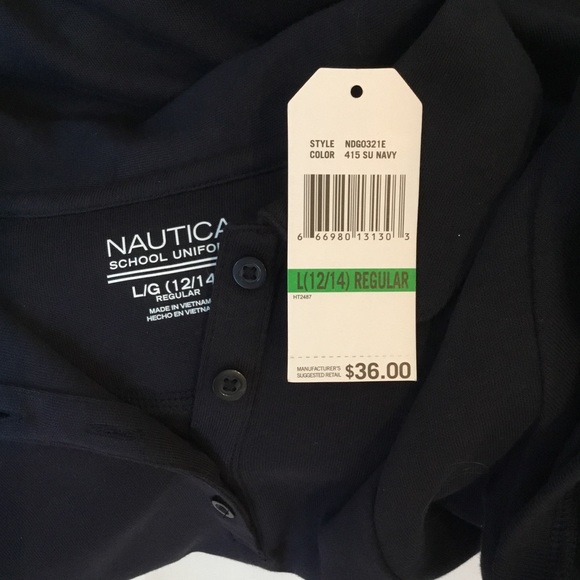 STYLE NDGO321E
COLOR 415 SU NAVY
6 66980 13130 3
L(12/14) REGULAR
HT2487
MANUFACTURER'S
SUGGESTED RETAIL $36.00
NAUTICA
SCHOOL UNIFO
L/G (12/14
REGULAR
MADE IN VIETNAM
HECHO EN VIETNA